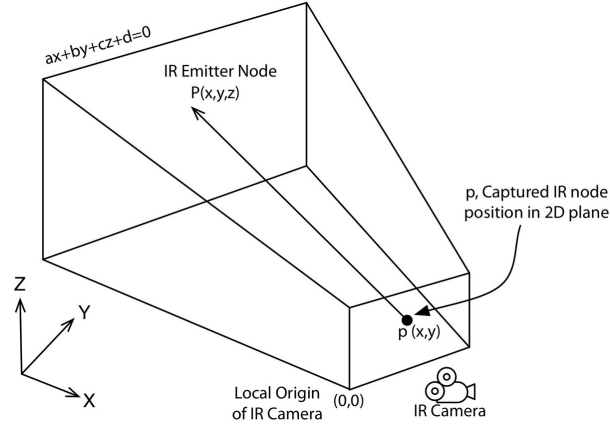 ax+by+cz+d=0
IR Emitter Node
P(x,y,z)
p, Captured IR node
position in 2D plane
Z
Y
X
p (x,y)
Local Origin
of IR Camera
(0,0)
IR Camera